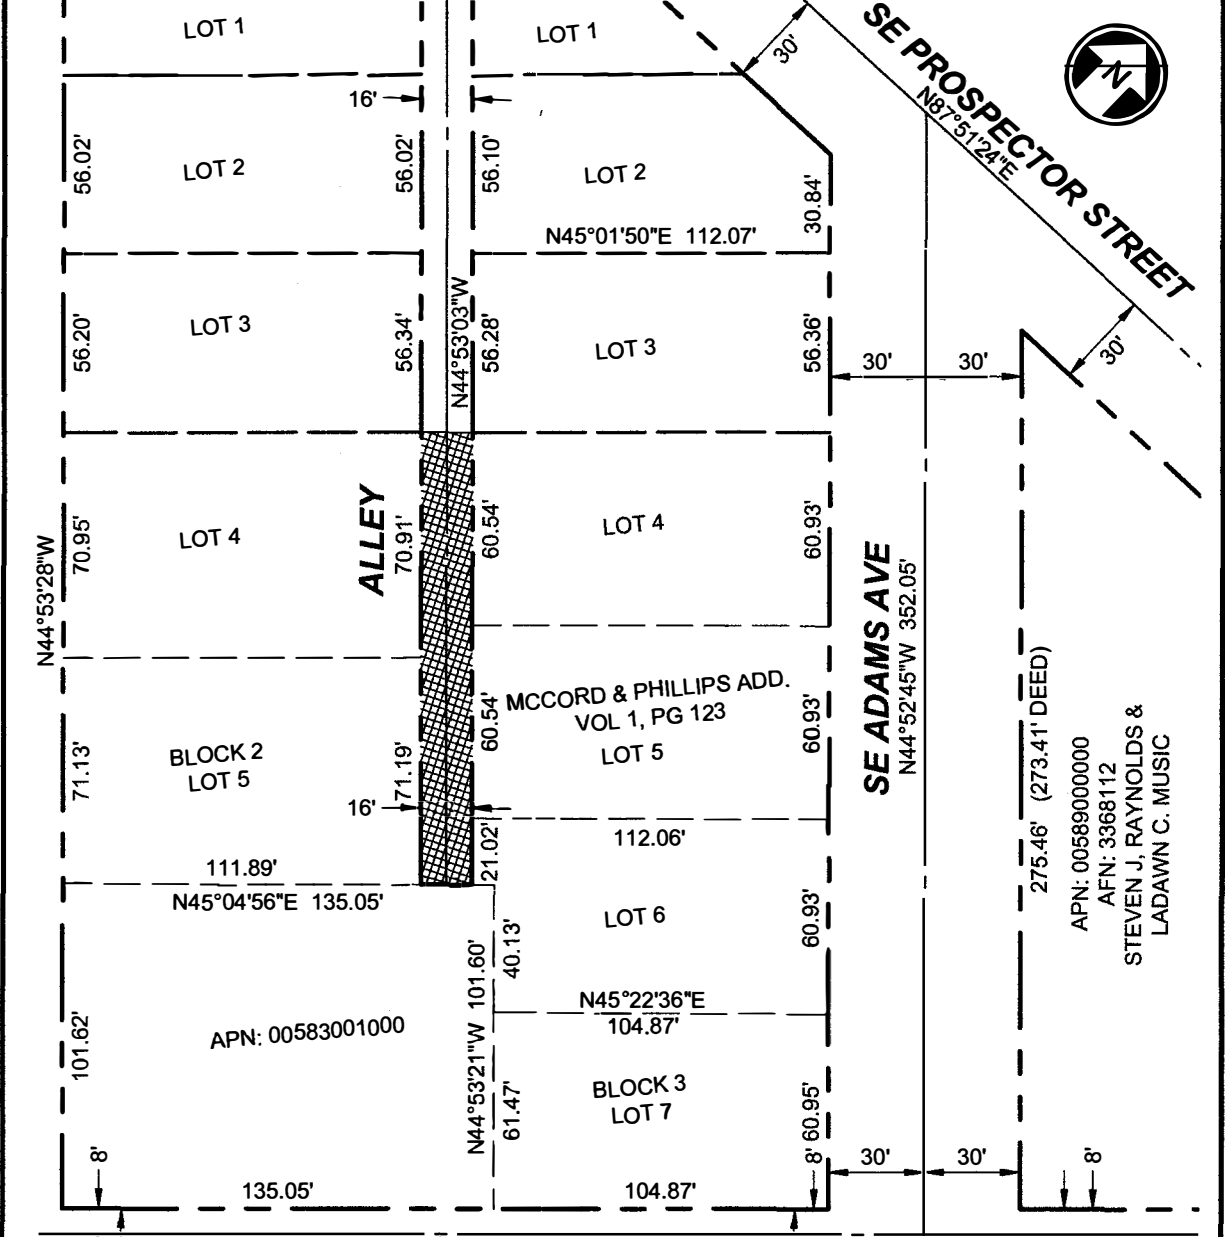 LOT 1
LOT 1
30'
SE PROSPECTOR STREET
N87°51'24"E
N
16'
56.02'
LOT 2
56.02'
56.10'
LOT 2
30.84'
N45°01'50"E 112.07'
56.20'
LOT 3
56.34'
N44°53'03"W
56.28'
LOT 3
56.36'
30'
30'
30'
N44°53'28"W
70.95'
LOT 4
ALLEY
70.91'
60.54'
LOT 4
60.93'
SE ADAMS AVE
N44°52'45"W 352.05'
71.13'
BLOCK 2
LOT 5
71.19'
16'
60.54'
MCCORD & PHILLIPS ADD.
VOL 1, PG 123
LOT 5
60.93'
275.46' (273.41' DEED)
APN: 00589000000
AFN: 3368112
STEVEN J, RAYNOLDS &
LADAWN C. MUSIC
111.89'
N45°04'56"E 135.05'
21.02'
112.06'
LOT 6
60.93'
40.13'
N44°53'21"W 101.60'
N45°22'36"E
104.87'
101.62'
APN: 00583001000
61.47'
BLOCK 3
LOT 7
60.95'
8'
135.05'
104.87'
8'
30'
30'
8'